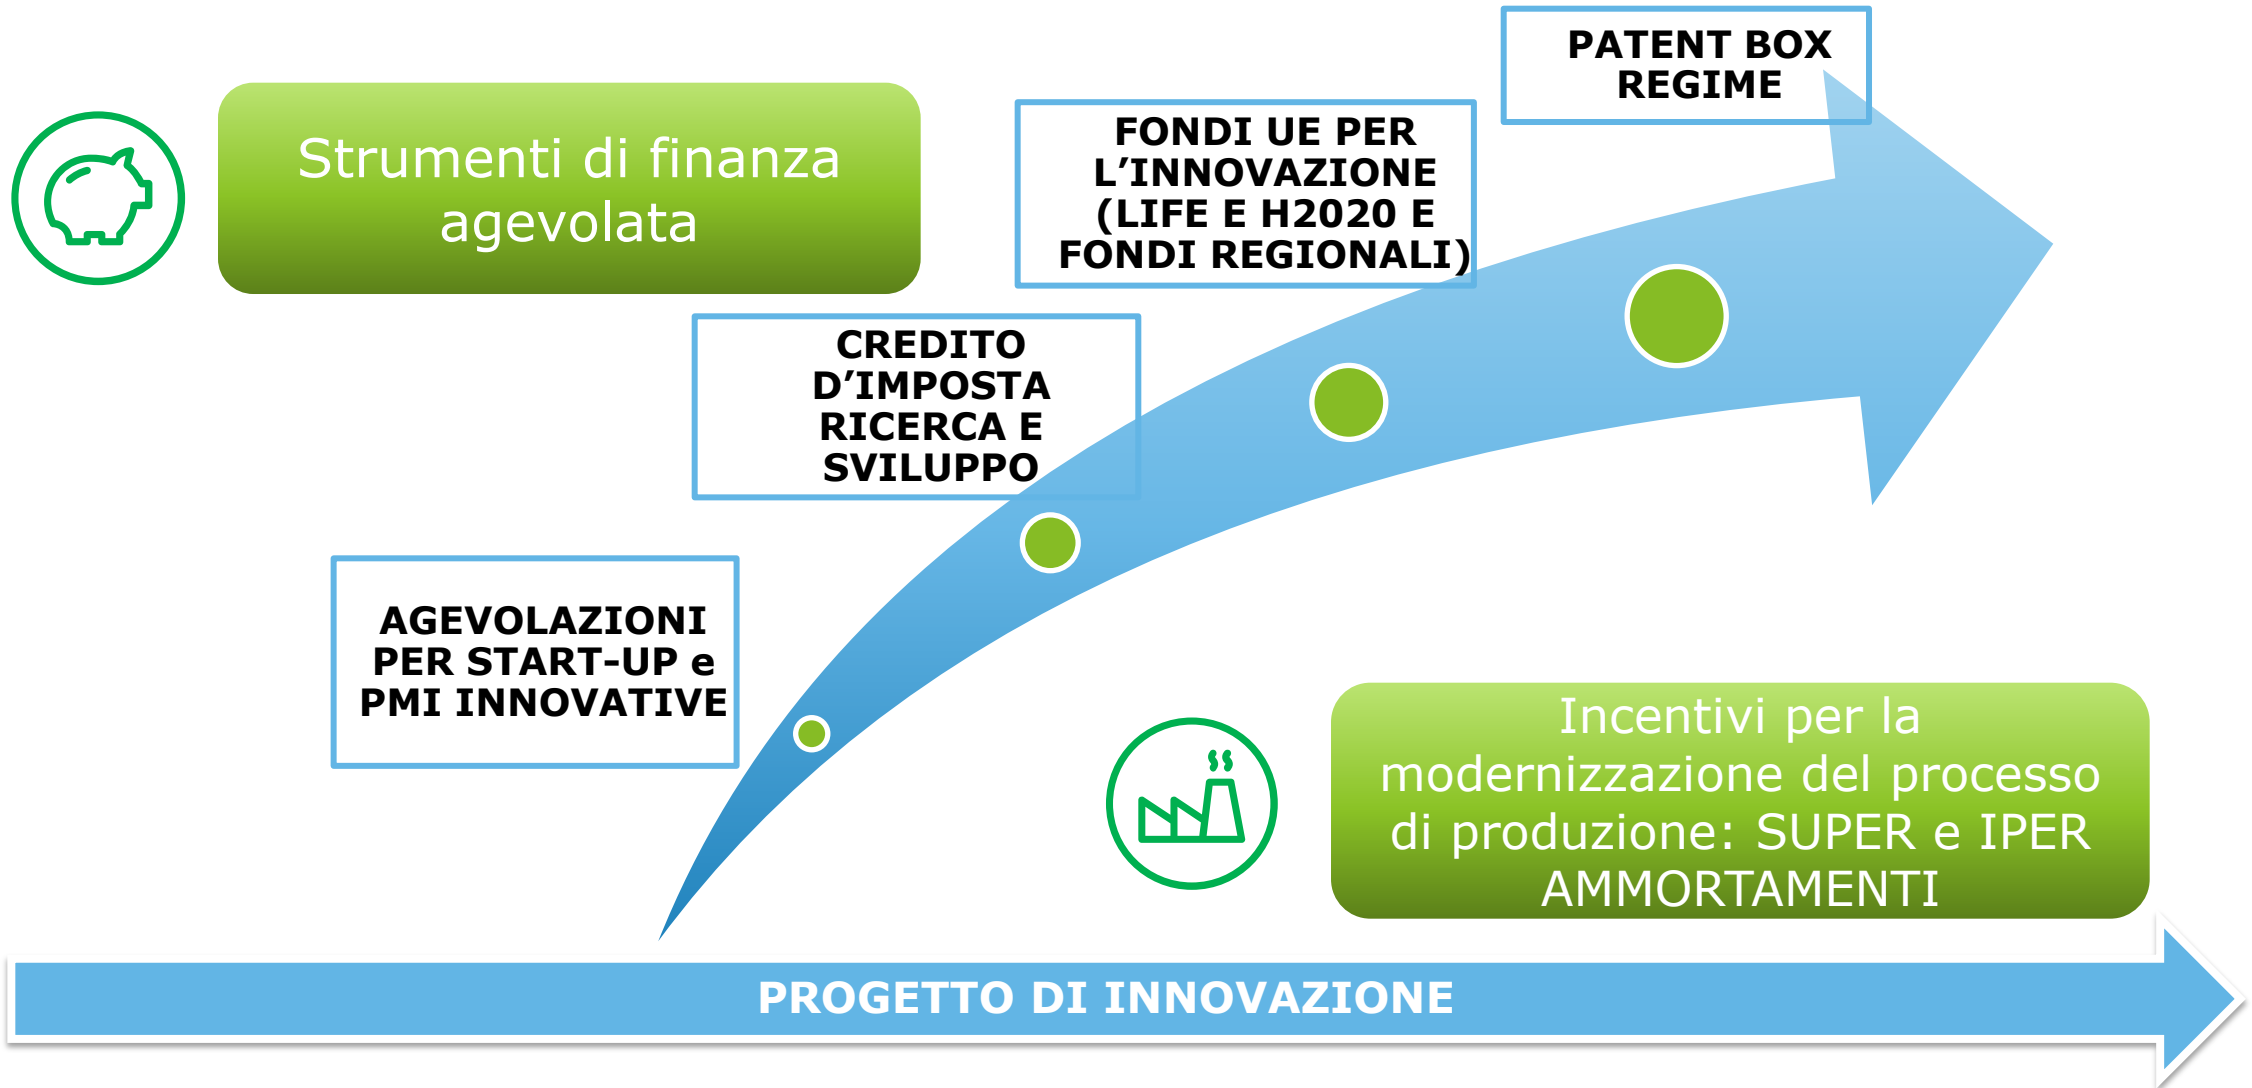 PATENT BOX
REGIME
Strumenti di finanza
agevolata
FONDI UE PER
L’INNOVAZIONE
(LIFE E H2020 E
FONDI REGIONALI)
CREDITO
D’IMPOSTA
RICERCA E
SVILUPPO
AGEVOLAZIONI
PER START-UP e
PMI INNOVATIVE
Incentivi per la
modernizzazione del processo
di produzione: SUPER e IPER
AMMORTAMENTI
PROGETTO DI INNOVAZIONE